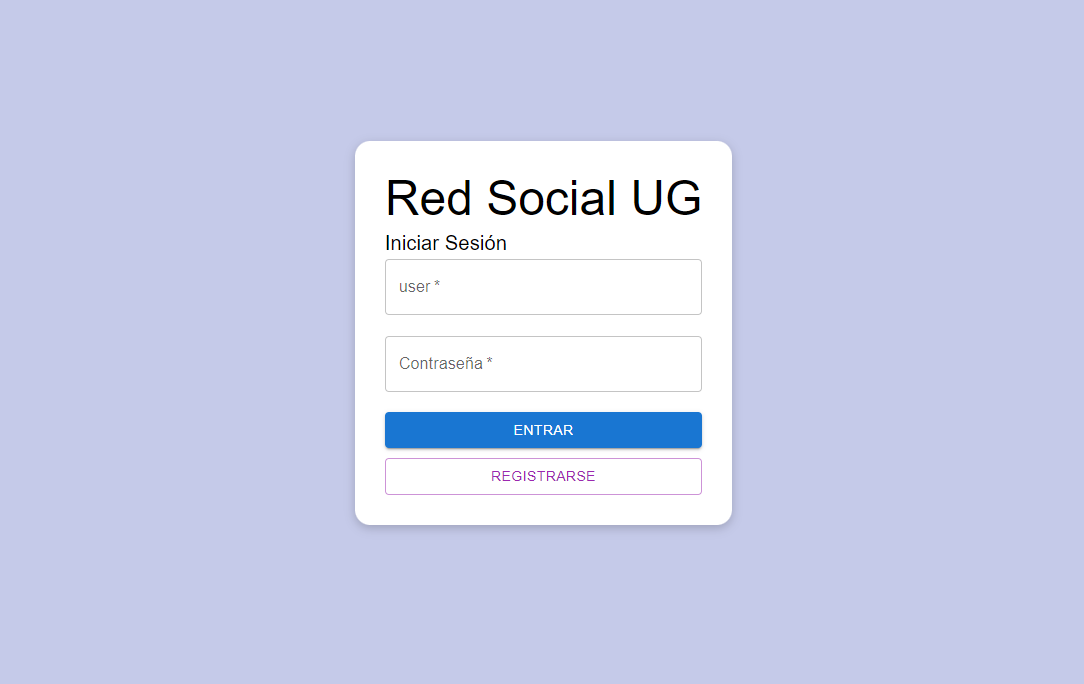 Red Social UG
Iniciar Sesión
user *
Contraseña *
ENTRAR
REGISTRARSE